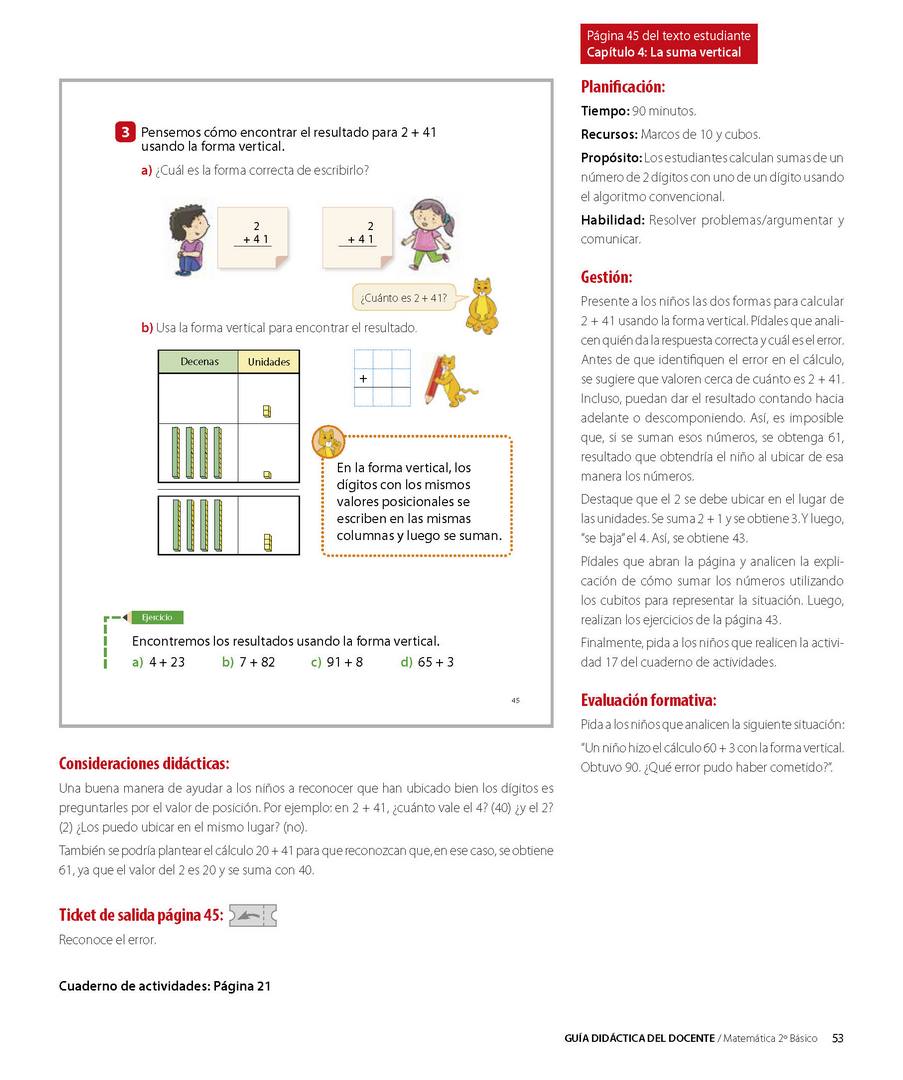 Página 45 del texto estudiante
Capítulo 4: La suma vertical
3 Pensemos cómo encontrar el resultado para 2 + 41
usando la forma vertical.
a) ¿Cuál es la forma correcta de escribirlo?
2
+ 4 1
2
+ 4 1
¿Cuánto es 2 + 41?
b) Usa la forma vertical para encontrar el resultado.
Decenas Unidades
+
En la forma vertical, los
dígitos con los mismos
valores posicionales se
escriben en las mismas
columnas y luego se suman.
Ejercicio
Encontremos los resultados usando la forma vertical.
a) 4 + 23 b) 7 + 82 c) 91 + 8 d) 65 + 3
45
Consideraciones didácticas:
Una buena manera de ayudar a los niños a reconocer que han ubicado bien los dígitos es
preguntarles por el valor de posición. Por ejemplo: en 2 + 41, ¿cuánto vale el 4? (40) ¿y el 2?
(2) ¿Los puedo ubicar en el mismo lugar? (no).
También se podría plantear el cálculo 20 + 41 para que reconozcan que, en ese caso, se obtiene
61, ya que el valor del 2 es 20 y se suma con 40.
Ticket de salida página 45:
Reconoce el error.
Cuaderno de actividades: Página 21
Planificación:
Tiempo: 90 minutos.
Recursos: Marcos de 10 y cubos.
Propósito: Los estudiantes calculan sumas de un
número de 2 dígitos con uno de un dígito usando
el algoritmo convencional.
Habilidad: Resolver problemas/argumentar y
comunicar.
Gestión:
Presente a los niños las dos formas para calcular
2 + 41 usando la forma vertical. Pídales que anali-
cen quién da la respuesta correcta y cuál es el error.
Antes de que identifiquen el error en el cálculo,
se sugiere que valoren cerca de cuánto es 2 + 41.
Incluso, puedan dar el resultado contando hacia
adelante o descomponiendo. Así, es imposible
que, si se suman esos números, se obtenga 61,
resultado que obtendría el niño al ubicar de esa
manera los números.
Destaque que el 2 se debe ubicar en el lugar de
las unidades. Se suma 2 + 1 y se obtiene 3. Y luego,
"se baja" el 4. Así, se obtiene 43.
Pídales que abran la página y analicen la expli-
cación de cómo sumar los números utilizando
los cubitos para representar la situación. Luego,
realizan los ejercicios de la página 43.
Finalmente, pida a los niños que realicen la activi-
dad 17 del cuaderno de actividades.
Evaluación formativa:
Pida a los niños que analicen la siguiente situación:
"Un niño hizo el cálculo 60 + 3 con la forma vertical.
Obtuvo 90. ¿Qué error pudo haber cometido?".
GUÍA DIDÁCTICA DEL DOCENTE / Matemática 2º Básico 53